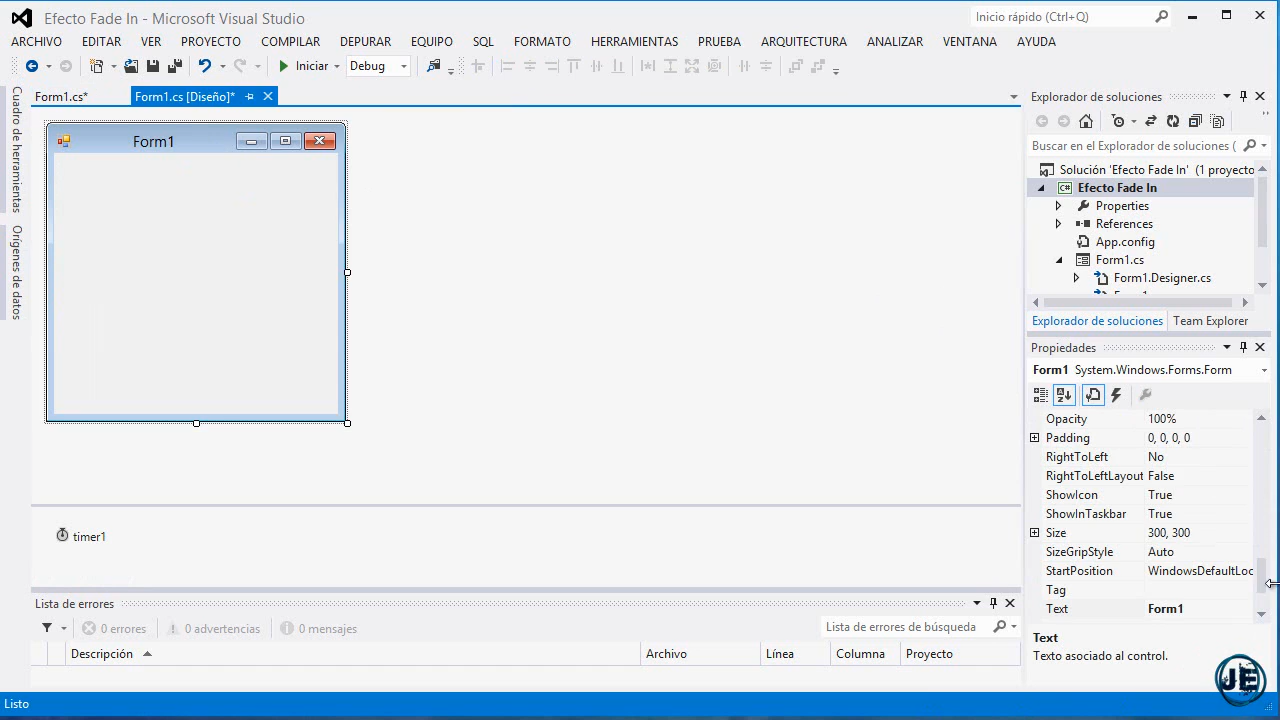 Efecto Fade In - Microsoft Visual Studio
Inicio rápido (Ctrl+Q)
ARCHIVO EDITAR VER PROYECTO COMPILAR DEPURAR EQUIPO SQL FORMATO HERRAMIENTAS PRUEBA ARQUITECTURA ANALIZAR VENTANA AYUDA
Iniciar Debug
Cuadro de herramientas
Orígenes de datos
Form1.cs* Form1.cs [Diseño]*
Form1
timer1
Lista de errores
0 errores 0 advertencias 0 mensajes Lista de errores de búsqueda
Descripción Archivo Línea Columna Proyecto
Explorador de soluciones
Buscar en el Explorador de soluciones (
Solución 'Efecto Fade In' (1 proyecto
C# Efecto Fade In
Properties
References
App.config
Form1.cs
Form1.Designer.cs
Explorador de soluciones Team Explorer
Propiedades
Form1 System.Windows.Forms.Form
Opacity 100%
Padding 0, 0, 0, 0
RightToLeft No
RightToLeftLayout False
ShowIcon True
ShowInTaskbar True
Size 300, 300
SizeGripStyle Auto
StartPosition WindowsDefaultLoc
Tag
Text Form1
Text
Texto asociado al control.
JE
Listo